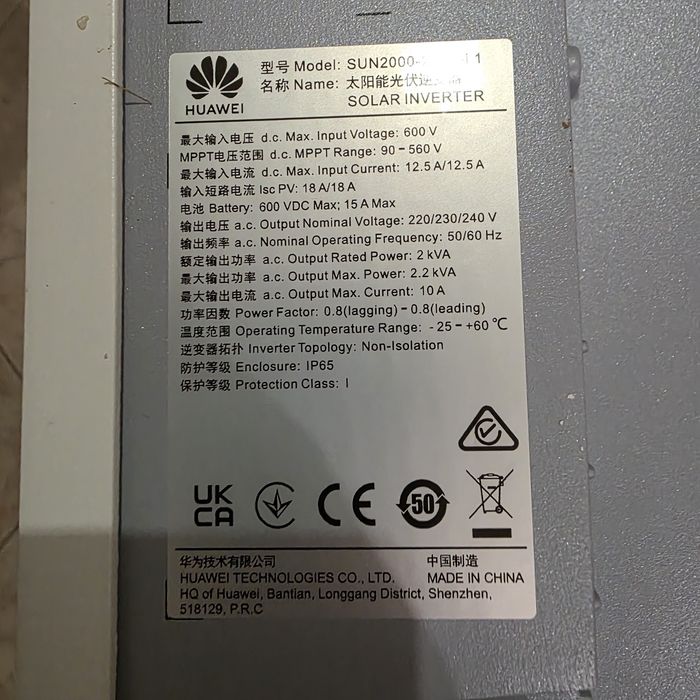 HUAWEI
型号 Model: SUN2000-
名称 Name: 太阳能光伏逆
SOLAR INVERTER
最大输入电压 d.c. Max. Input Voltage: 600 V
MPPT电压范围 d.c. MPPT Range: 90 - 560 V
最大输入电流 d.c. Max. Input Current: 12.5 A/12.5 A
输入短路电流 Isc PV: 18 A/18 A
电池 Battery: 600 VDC Max; 15 A Max
输出电压 a.c. Output Nominal Voltage: 220/230/240 V
输出频率 a.c. Nominal Operating Frequency: 50/60 Hz
额定输出功率 a.c. Output Rated Power: 2 kVA
最大输出功率 a.c. Output Max. Power: 2.2 kVA
最大输出电流 a.c. Output Max. Current: 10 A
功率因数 Power Factor: 0.8(lagging) - 0.8(leading)
温度范围 Operating Temperature Range: - 25 - +60 ℃
逆变器拓扑 Inverter Topology: Non-Isolation
防护等级 Enclosure: IP65
保护等级 Protection Class: I
UK
CA
CE
50
华为技术有限公司 中国制造
HUAWEI TECHNOLOGIES CO., LTD. MADE IN CHINA
HQ of Huawei, Bantian, Longgang District, Shenzhen,
518129, P.R.C